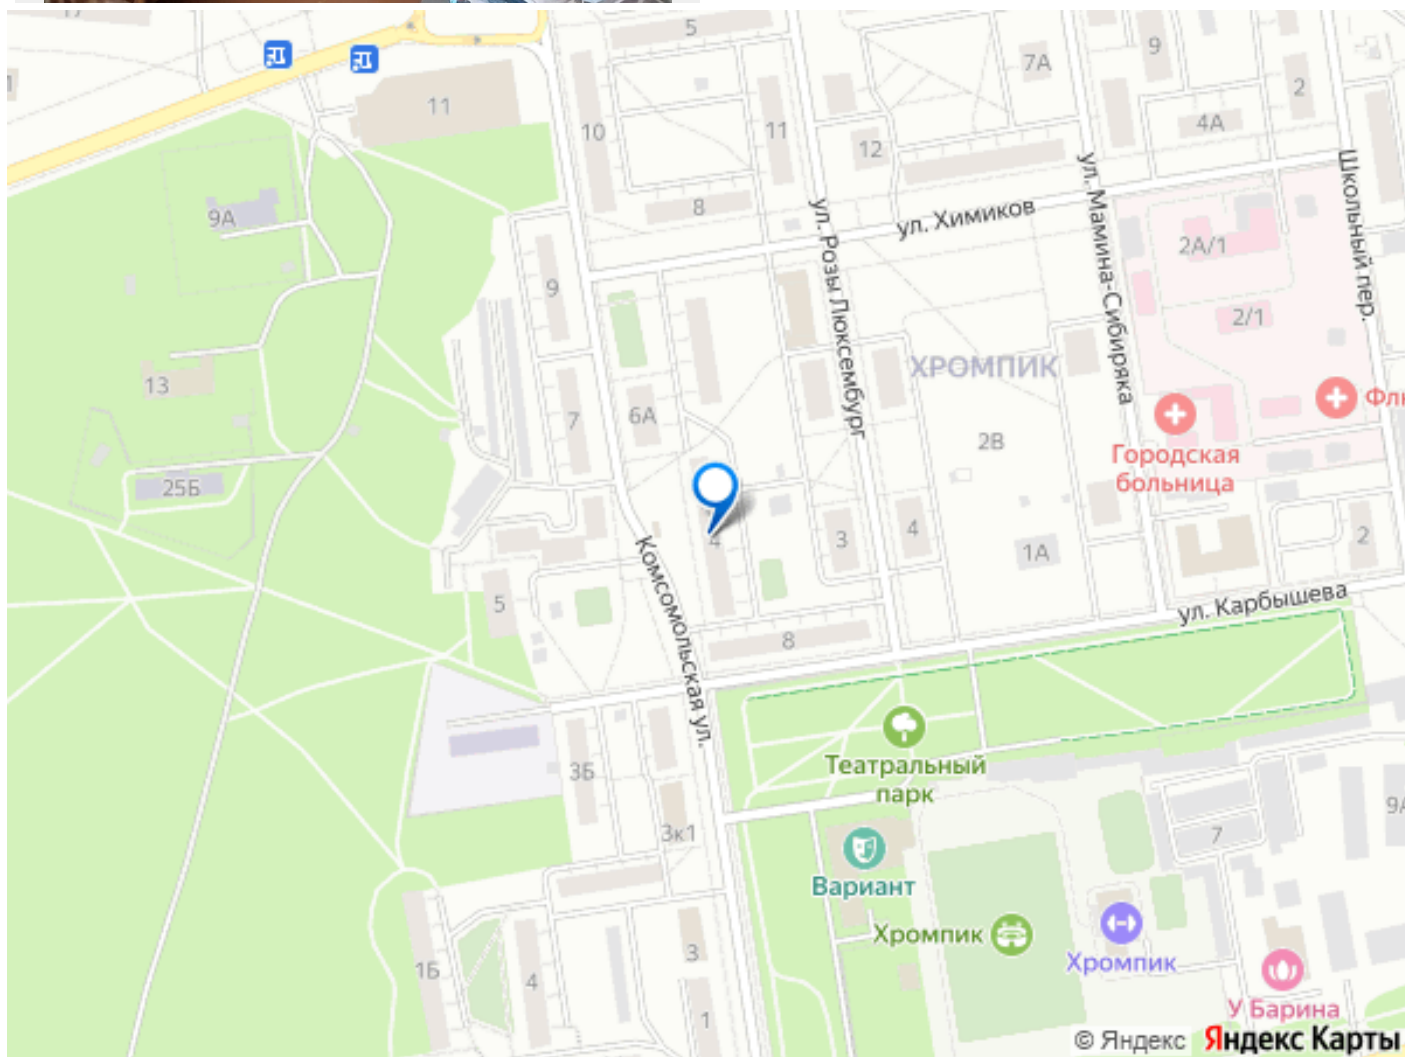 5
11
10
11
7А
9
2
4А
12
8
ул. Химиков
9А
9
13
7
6А
25Б
4
5
3
4
2В
1А
8
ул. Розы Люксембург
ул. Мамина-Сибиряка
Школьный пер.
2А/1
2/1
ХРОМПИК
Городская
больница
2
ул. Карбышева
Комсомольская ул.
Театральный
парк
3Б
3к1
7
Вариант
Хромпик
Хромпик
У Барина
1Б
4
3
1
© Яндекс Яндекс Карты